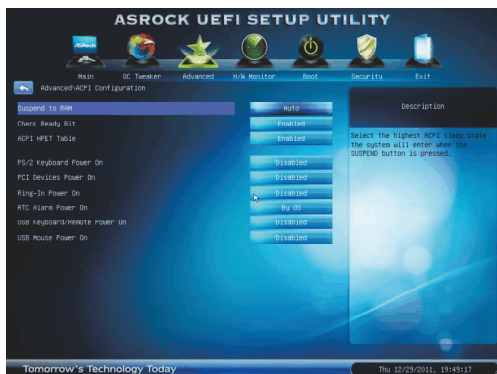 ASROCK UEFI SETUP UTILITY
ASRock
Main OC Tweaker Advanced H/W Monitor Boot Security Exit
Advanced\ACPI Configuration
Description
Suspend to RAM Auto
Check Ready Bit Enabled
ACPI HPET Table Enabled
Select the highest ACPI sleep state
the system will enter when the
SUSPEND button is pressed.
PS/2 Keyboard Power On Disabled
PCI Devices Power On Disabled
Ring-In Power On Disabled
RTC Alarm Power On By OS
USB Keyboard/Remote Power On Disabled
USB Mouse Power On Disabled
Tomorrow's Technology Today
Thu 12/29/2011, 19:49:17